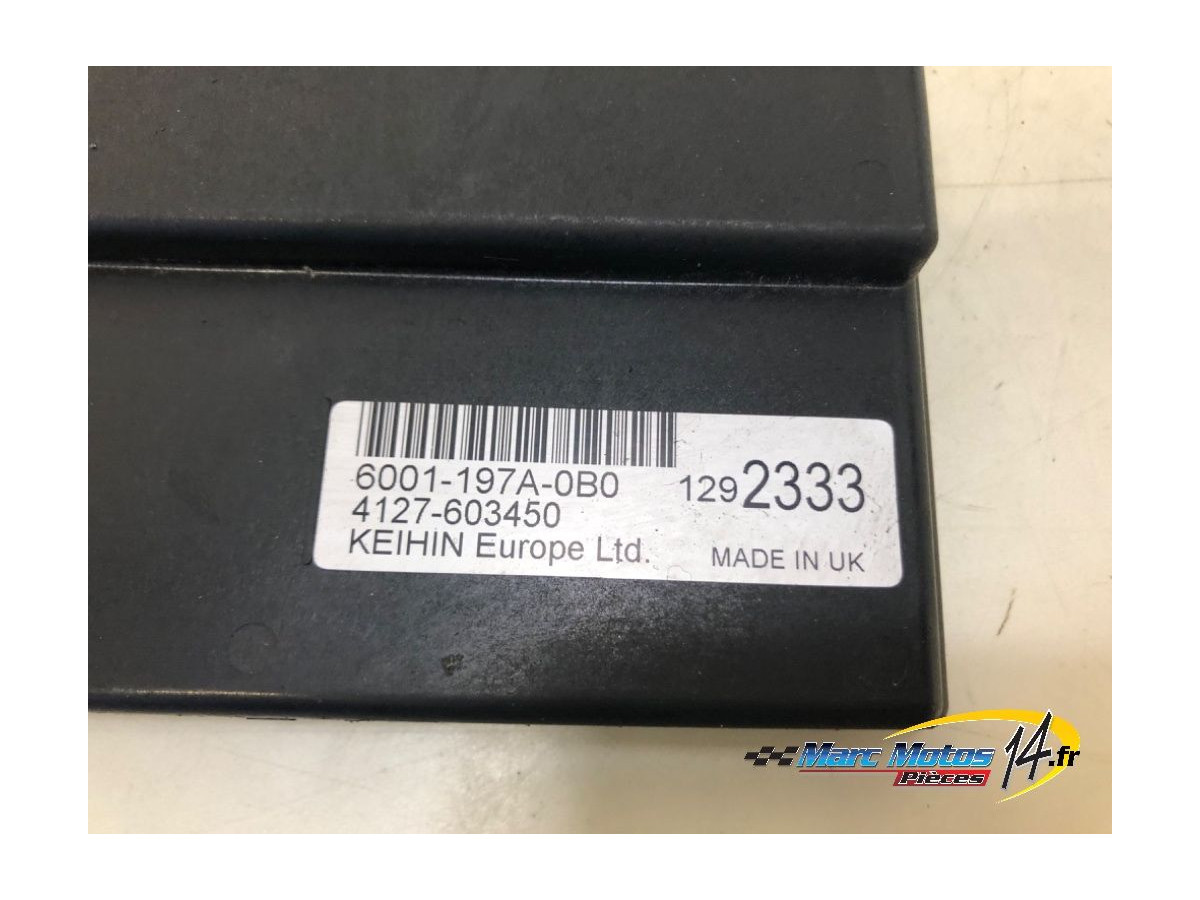 6001-197A-0B0
4127-603450
KEIHIN Europe Ltd.
1292333
MADE IN UK
Marc Motos 14.fr
Pièces